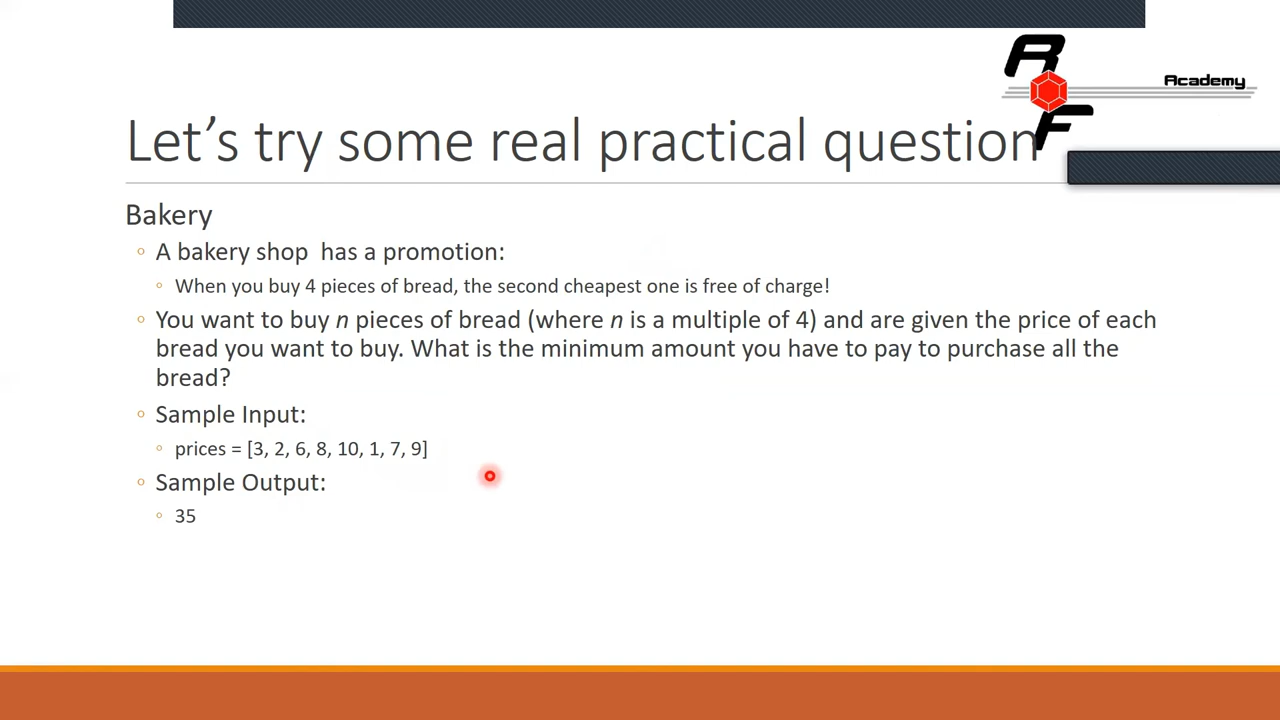 R
F
Academy
Let's try some real practical question
Bakery
A bakery shop  has a promotion:
When you buy 4 pieces of bread, the second cheapest one is free of charge!
You want to buy n pieces of bread (where n is a multiple of 4) and are given the price of each
bread you want to buy. What is the minimum amount you have to pay to purchase all the
bread?
Sample Input:
prices = [3, 2, 6, 8, 10, 1, 7, 9]
Sample Output:
35